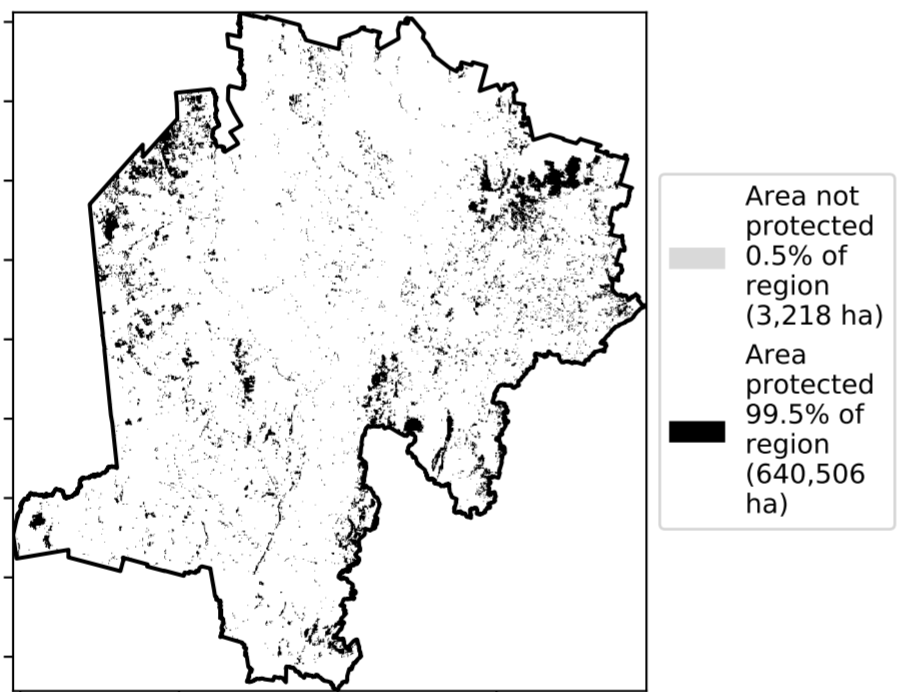 Area not
protected
0.5% of
region
(3,218 ha)
Area
protected
99.5% of
region
(640,506
ha)